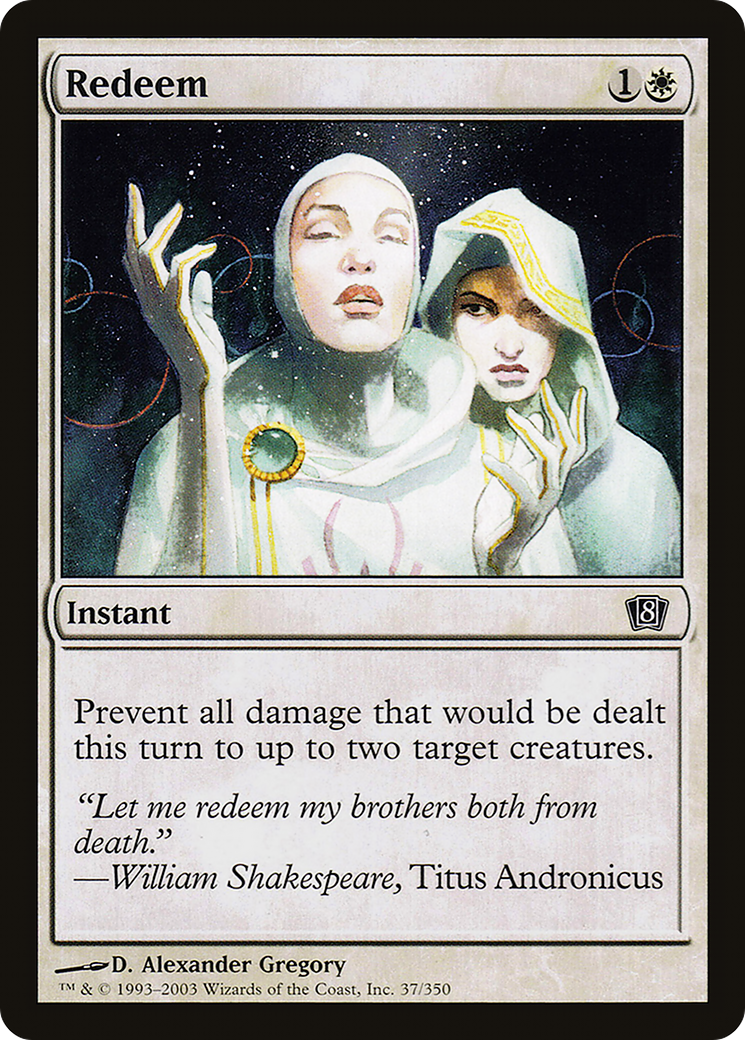 Redeem 1
Instant 8
Prevent all damage that would be dealt
this turn to up to two target creatures.
“Let me redeem my brothers both from
death.”
—William Shakespeare, Titus Andronicus
D. Alexander Gregory
™ & © 1993–2003 Wizards of the Coast, Inc. 37/350